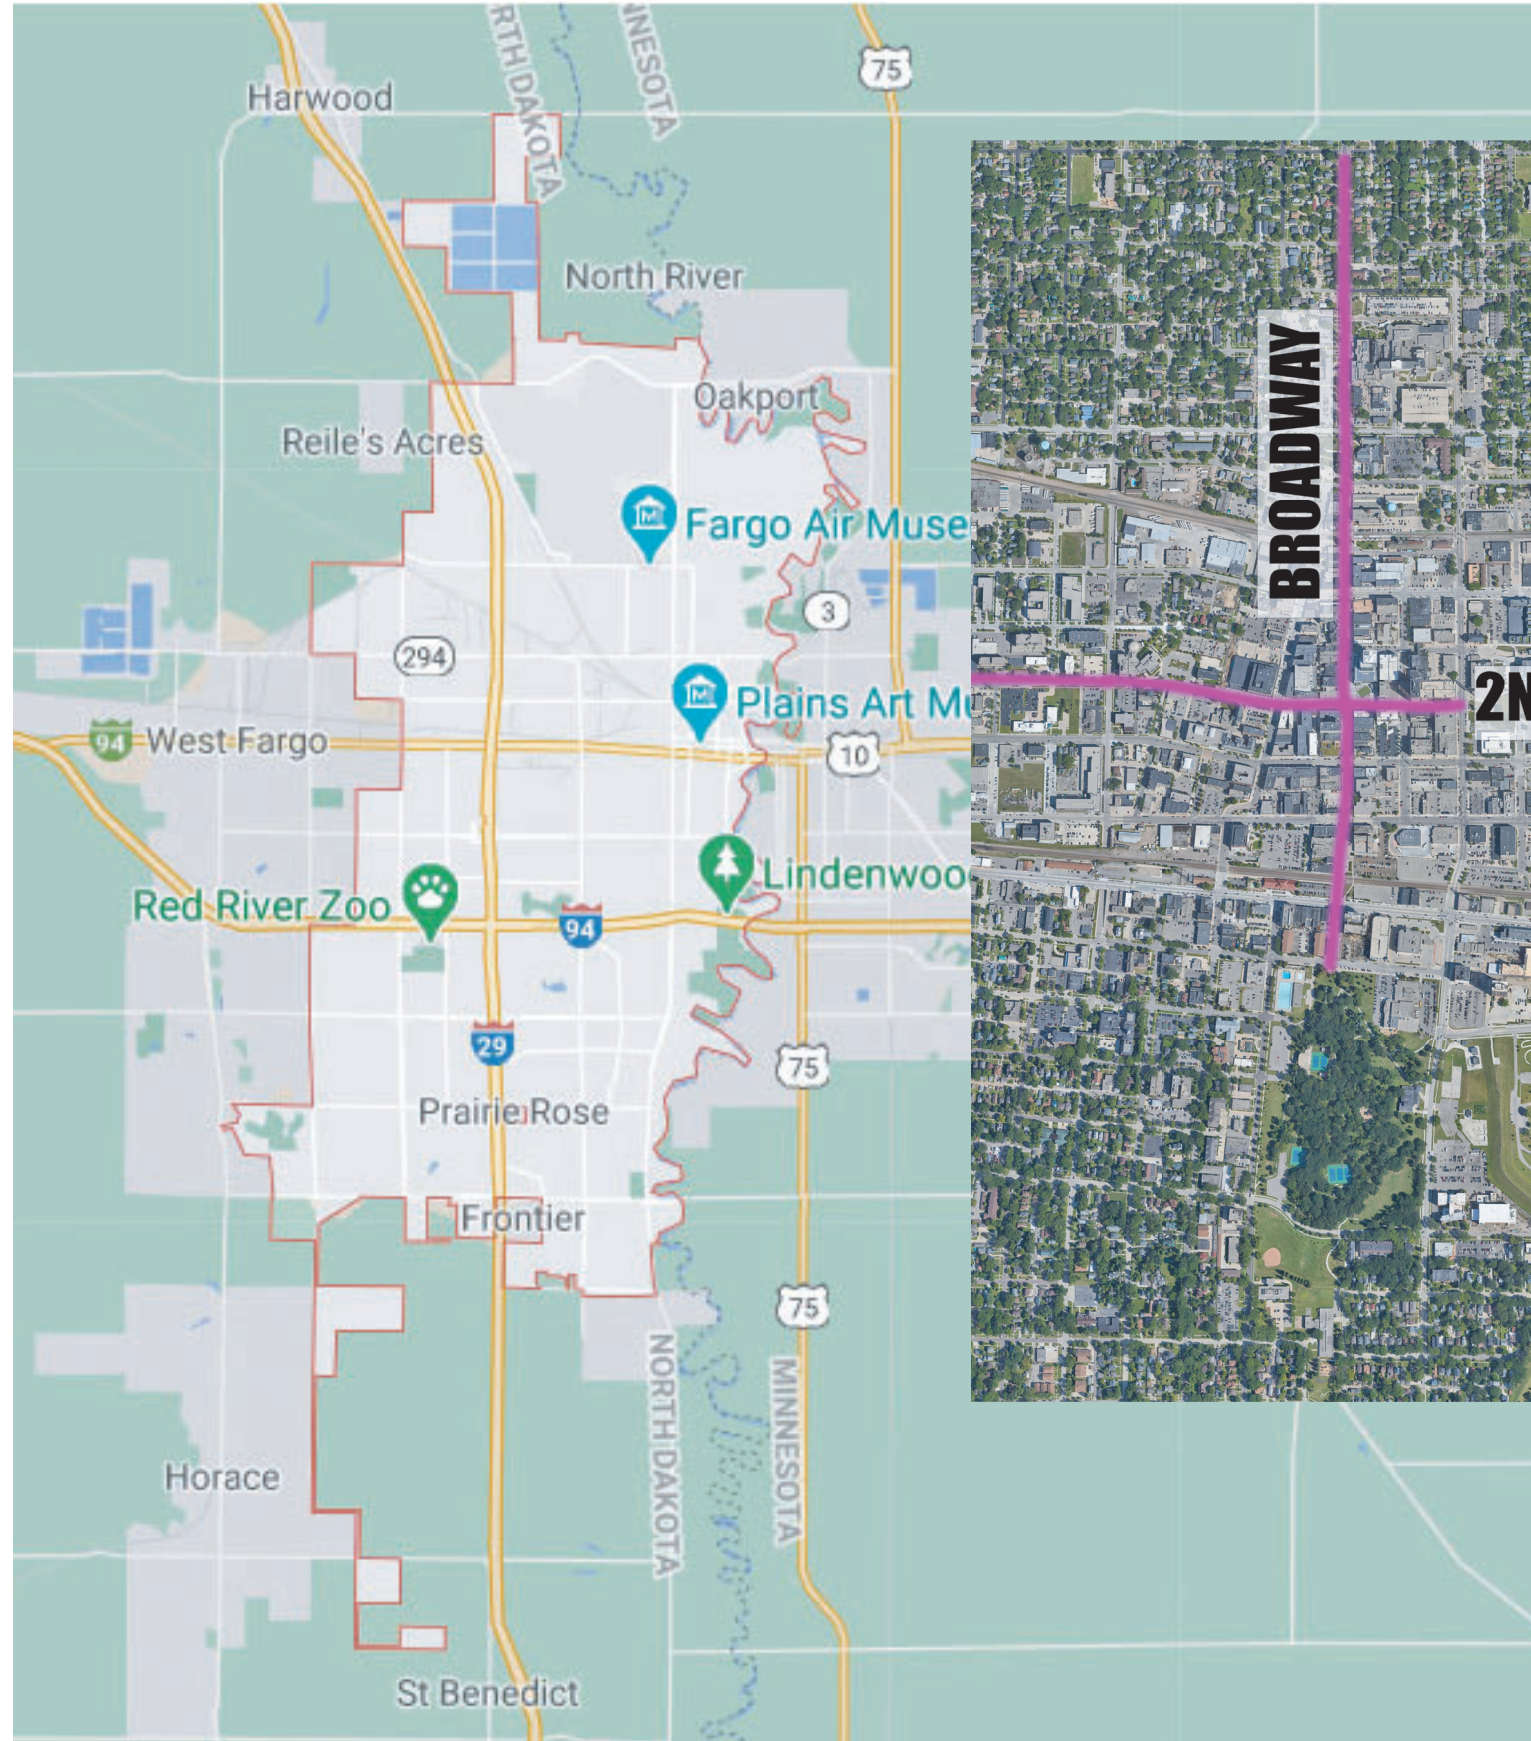 RTH DAKOTA
NNESOTA
75
Harwood
North River
Oakport
BROADWAY
Reile's Acres
Fargo Air Muse
3
294
Plains Art Mu
2N
94
West Fargo
10
Lindenwoo
Red River Zoo
94
29
75
Prairie Rose
Frontier
75
NORTH DAKOTA
MINNESOTA
Horace
St Benedict